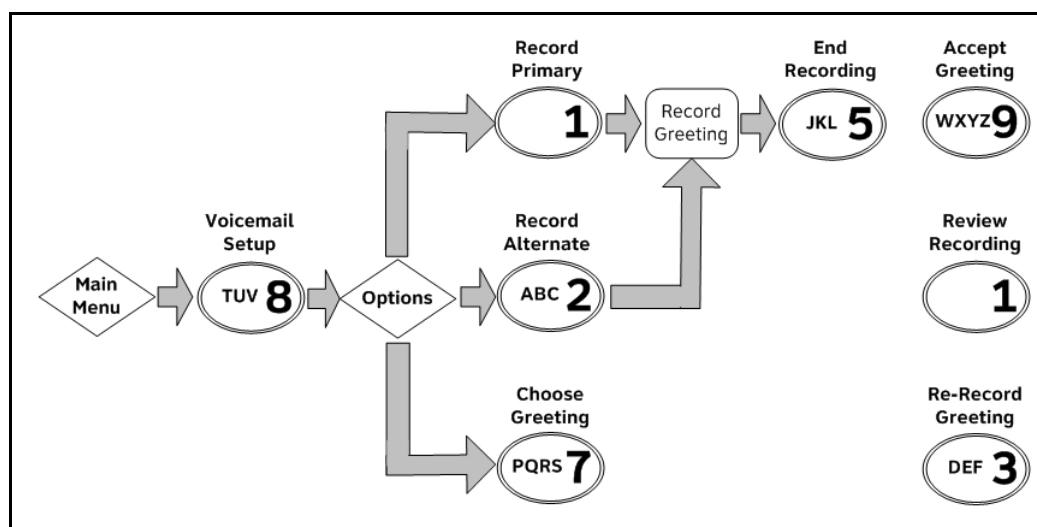 Record
Primary
1
Record
Greeting
End
Recording
JKL 5
Accept
Greeting
WXYZ 9
Main
Menu
Voicemail
Setup
TUV 8
Options
Record
Alternate
ABC 2
Review
Recording
1
Choose
Greeting
PQRS 7
Re-Record
Greeting
DEF 3